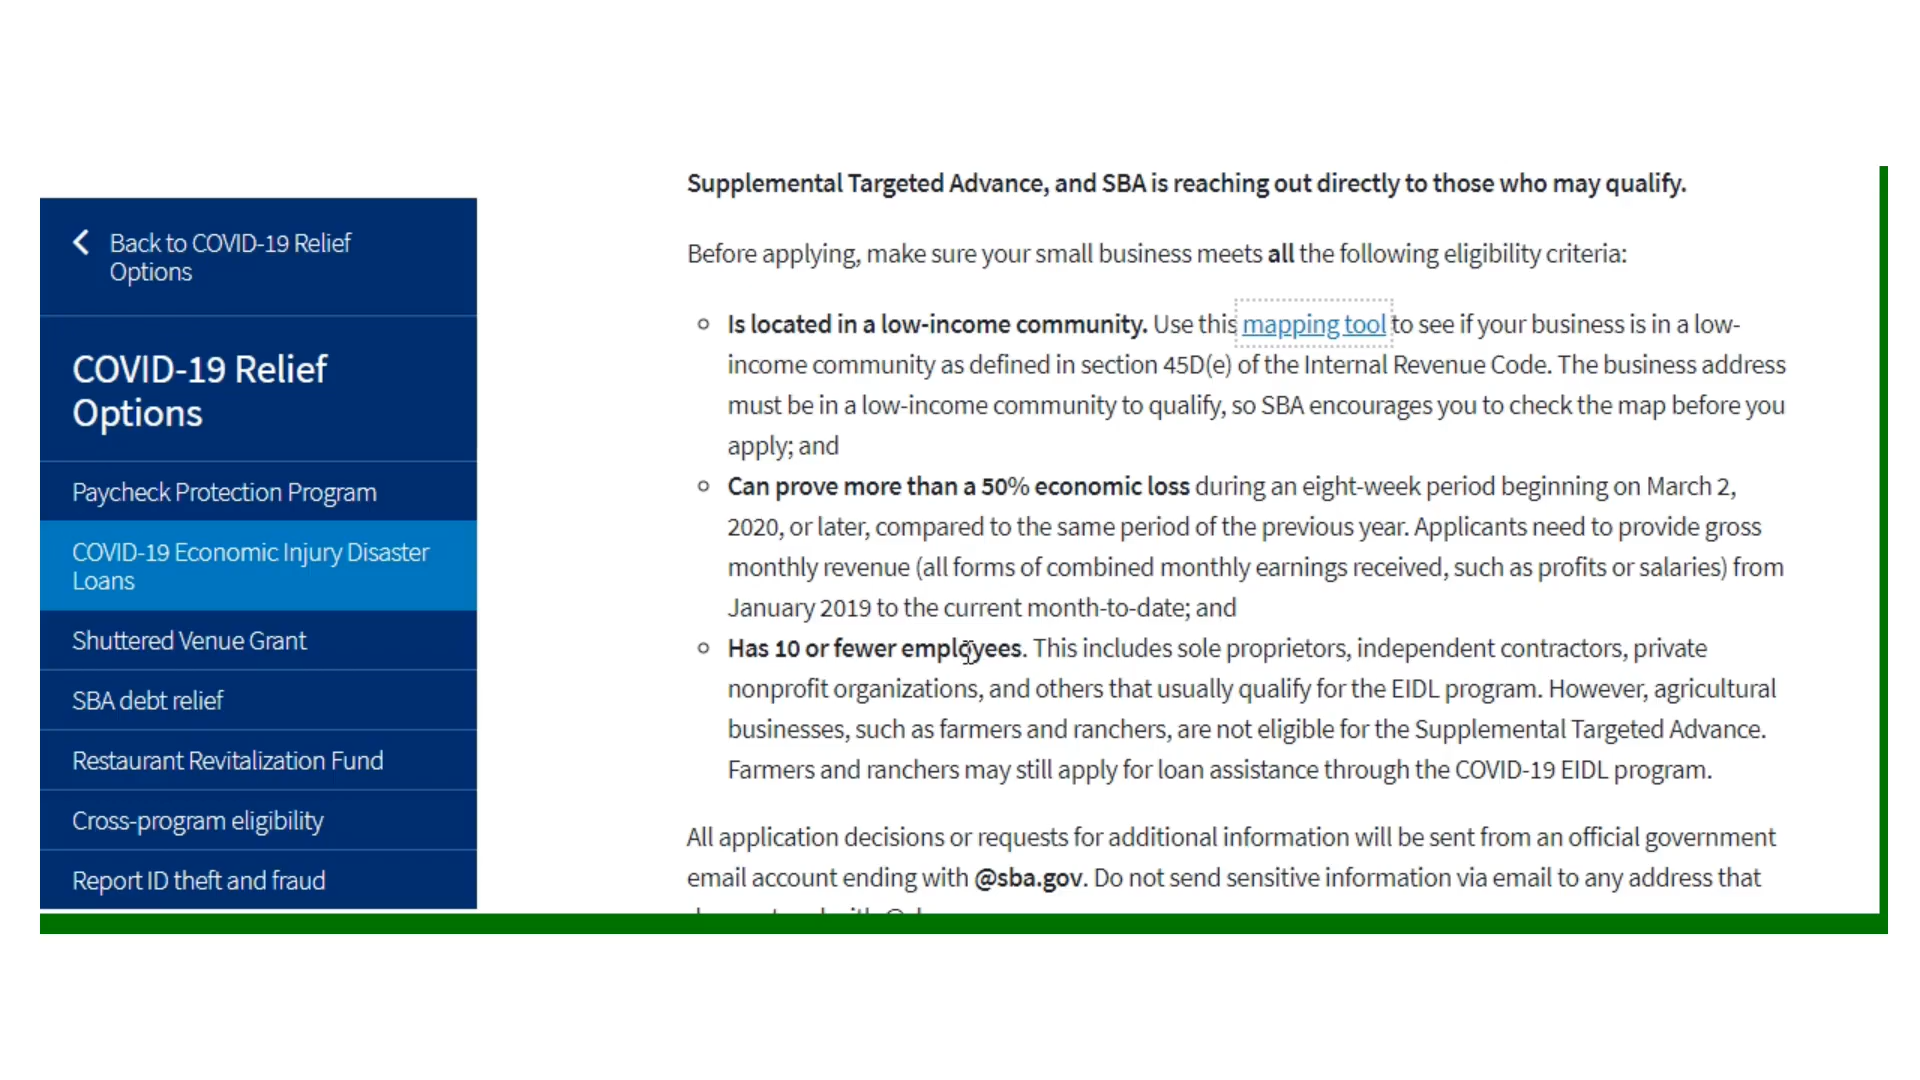 Back to COVID-19 Relief
Options
COVID-19 Relief
Options
Paycheck Protection Program
COVID-19 Economic Injury Disaster
Loans
Shuttered Venue Grant
SBA debt relief
Restaurant Revitalization Fund
Cross-program eligibility
Report ID theft and fraud
Supplemental Targeted Advance, and SBA is reaching out directly to those who may qualify.
Before applying, make sure your small business meets all the following eligibility criteria:
Is located in a low-income community. Use this mapping tool to see if your business is in a low-
income community as defined in section 45D(e) of the Internal Revenue Code. The business address
must be in a low-income community to qualify, so SBA encourages you to check the map before you
apply; and
Can prove more than a 50% economic loss during an eight-week period beginning on March 2,
2020, or later, compared to the same period of the previous year. Applicants need to provide gross
monthly revenue (all forms of combined monthly earnings received, such as profits or salaries) from
January 2019 to the current month-to-date; and
Has 10 or fewer employees. This includes sole proprietors, independent contractors, private
nonprofit organizations, and others that usually qualify for the EIDL program. However, agricultural
businesses, such as farmers and ranchers, are not eligible for the Supplemental Targeted Advance.
Farmers and ranchers may still apply for loan assistance through the COVID-19 EIDL program.
All application decisions or requests for additional information will be sent from an official government
email account ending with @sba.gov. Do not send sensitive information via email to any address that